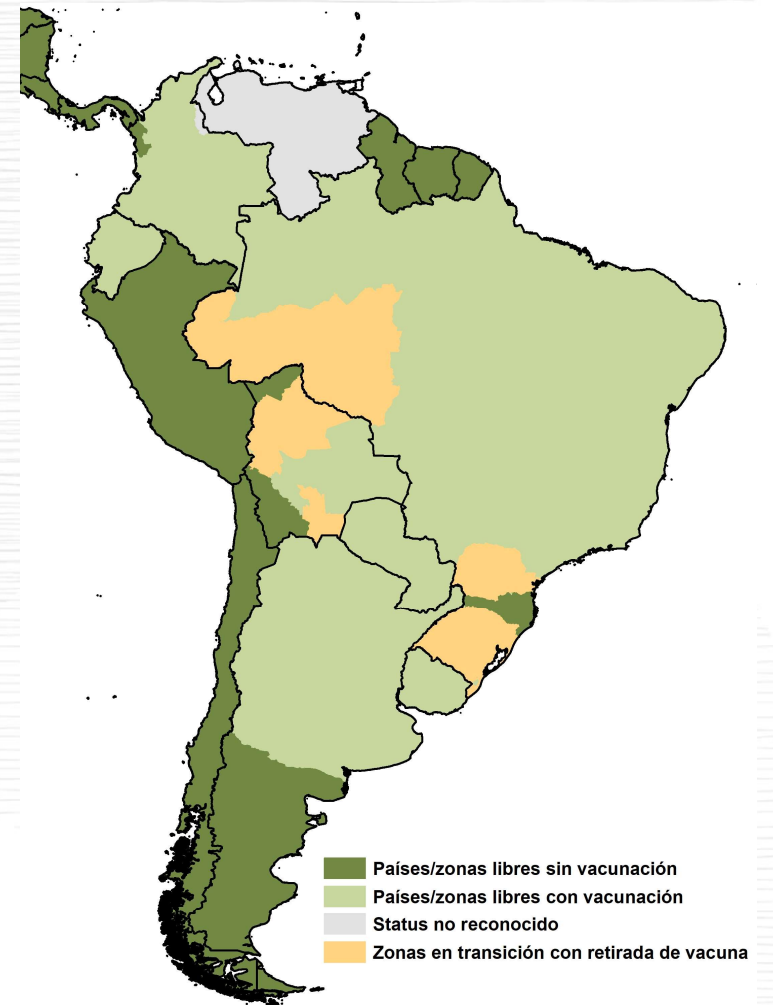 Países/zonas libres sin vacunación
Países/zonas libres con vacunación
Status no reconocido
Zonas en transición con retirada de vacuna